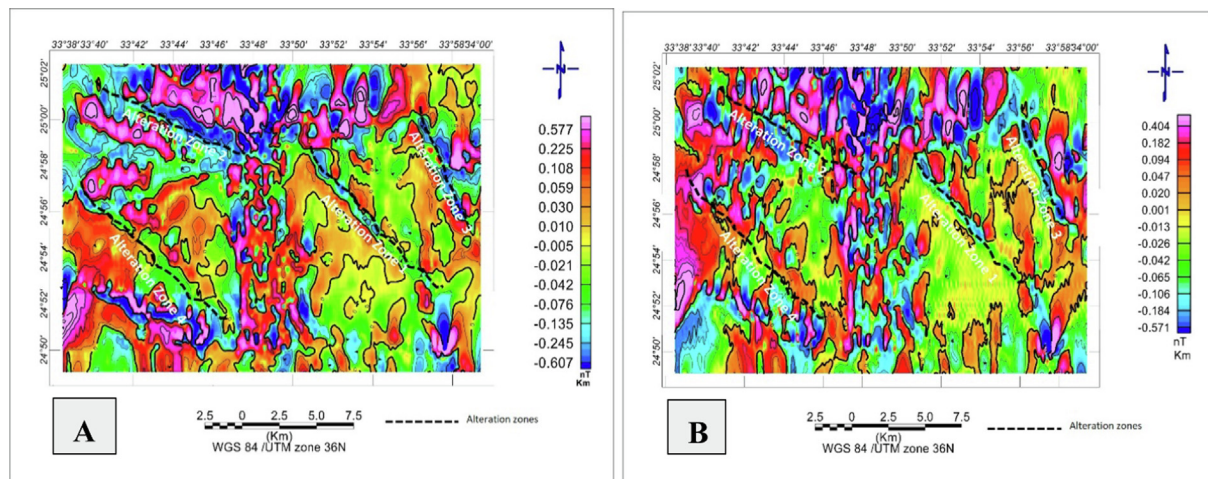 33°38'33°40' 33°42' 33°44' 33°46' 33°48' 33°50' 33°52' 33°54' 33°56' 33°58'34°00'
25°02'
25°00'
24°58'
24°56'
24°54'
24°52'
24°50'
N
Alteration Zone 2
Alteration Zone 3
Alteration Zone 1
Alteration Zone 4
0.577
0.225
0.108
0.059
0.030
0.010
-0.005
-0.021
-0.042
-0.076
-0.135
-0.245
-0.607
nT
Km
A
2.5 0 2.5 5.0 7.5
(Km)
WGS 84 /UTM zone 36N
Alteration zones
33°38'33°40' 33°42' 33°44' 33°46' 33°48' 33°50' 33°52' 33°54' 33°56' 33°58'34°00'
25°02'
25°00'
24°58'
24°56'
24°54'
24°52'
24°50'
N
Alteration Zone 2
Alteration Zone 3
Alteration Zone 1
Alteration Zone 4
0.404
0.182
0.094
0.047
0.020
0.001
-0.013
-0.026
-0.042
-0.065
-0.106
-0.184
-0.571
nT
Km
B
2.5 0 2.5 5.0 7.5
(Km)
WGS 84 /UTM zone 36N
Alteration zones